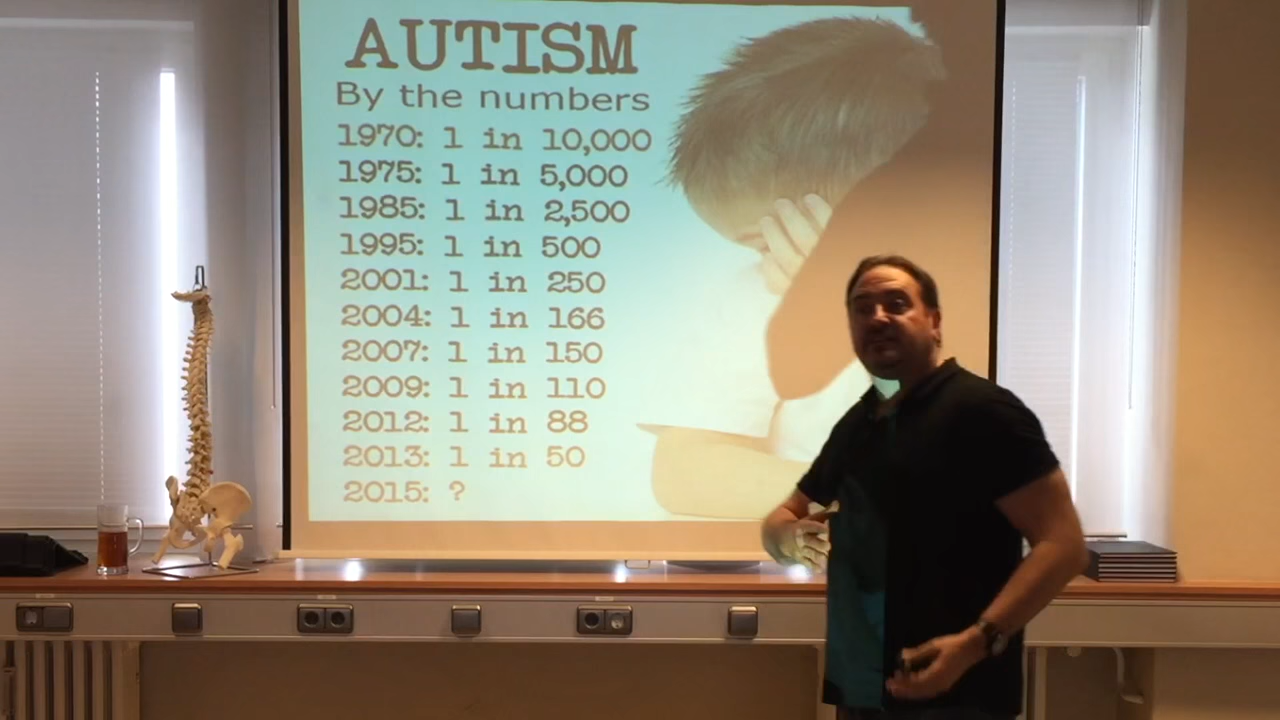 AUTISM
By the numbers
1970: 1 in 10,000
1975: 1 in 5,000
1985: 1 in 2,500
1995: 1 in 500
2001: 1 in 250
2004: 1 in 166
2007: 1 in 150
2009: 1 in 110
2012: 1 in 88
2013: 1 in 50
2015: ?